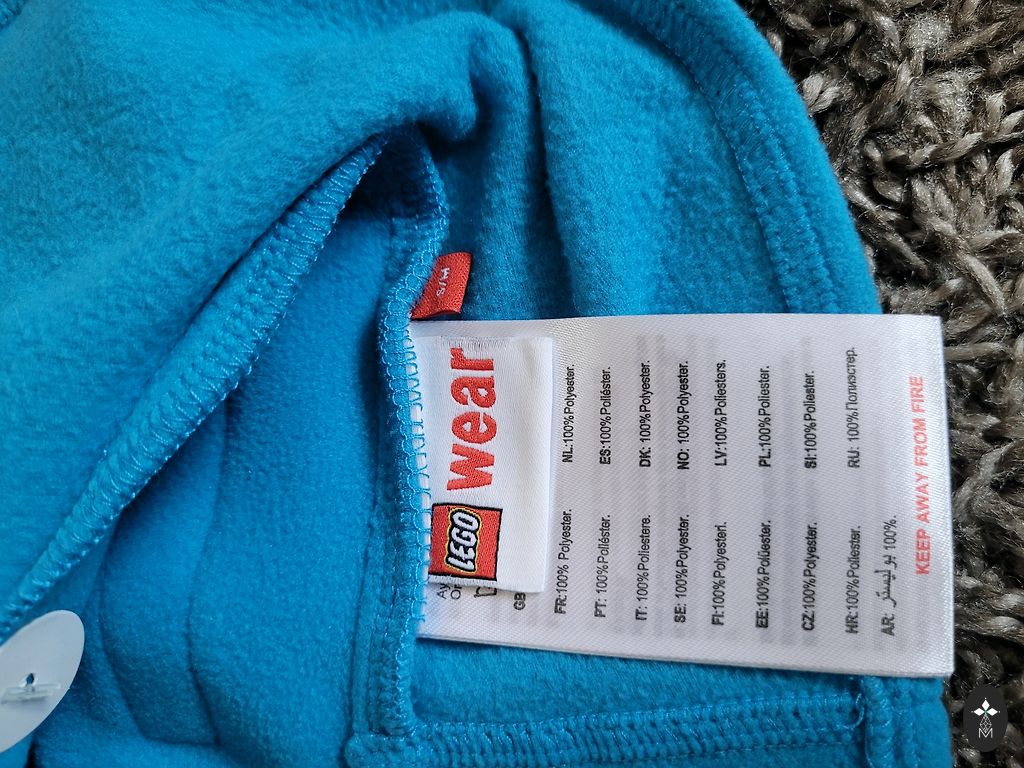 S/M
LEGO wear
Ay
Or
GB
FR:100% Polyester.
NL:100%Polyester.
PT: 100%Poliéster.
ES:100%Poliéster.
IT: 100%Poliestere.
DK: 100%Polyester.
SE: 100%Polyester.
NO: 100%Polyester.
FI:100%Polyesteri.
LV:100%Poliesters.
EE:100%Polüester.
PL:100%Poliester.
CZ:100%Polyester.
SI:100%Poliester.
HR:100%Poliester.
RU: 100%Полиэстер.
AR: بوليستر 100%.
KEEP AWAY FROM FIRE
M